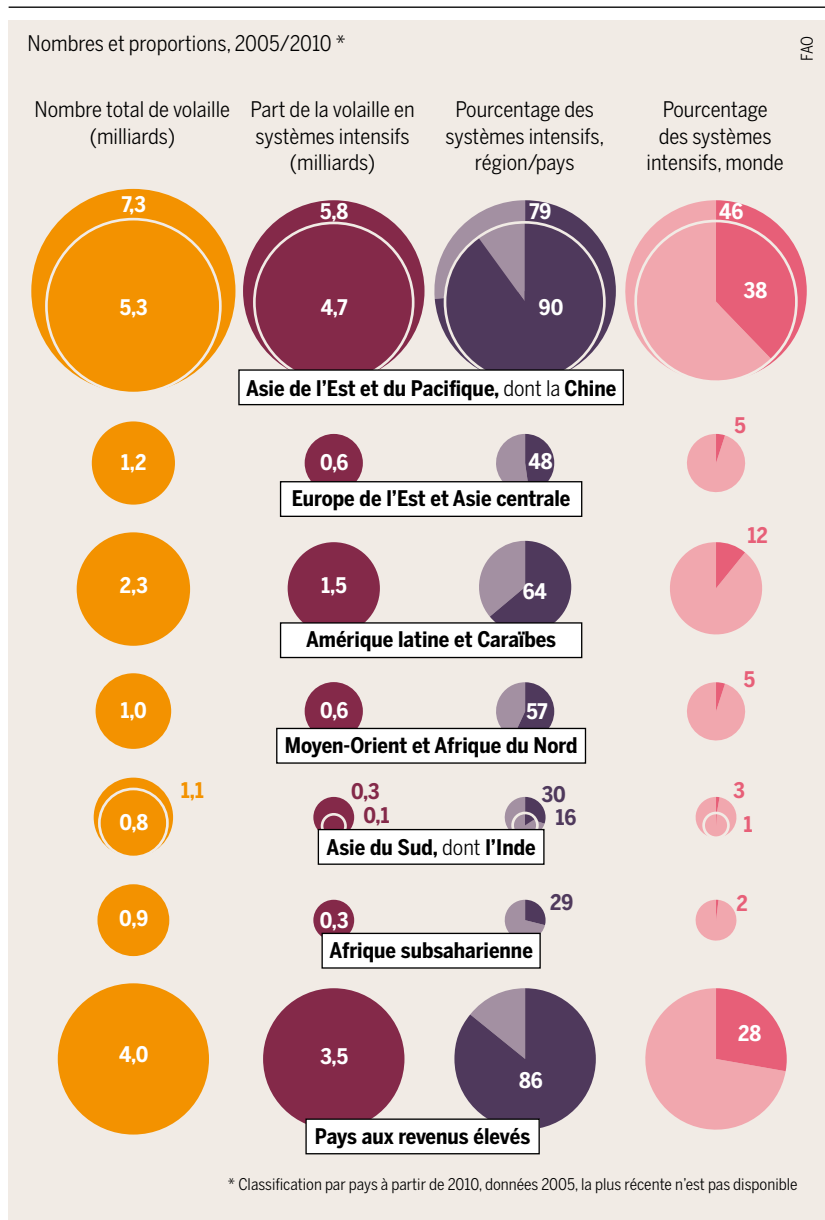 Nombres et proportions, 2005/2010 *
FAO
Nombre total de volaille
(milliards)
Part de la volaille en
systèmes intensifs
(milliards)
Pourcentage des
systèmes intensifs,
région/pays
Pourcentage
des systèmes
intensifs, monde
7,3 5,8 79 46
5,3 4,7 90 38
Asie de l'Est et du Pacifique, dont la Chine
1,2 0,6 48 5
Europe de l'Est et Asie centrale
2,3 1,5 64 12
Amérique latine et Caraïbes
1,0 0,6 57 5
Moyen-Orient et Afrique du Nord
1,1 0,3 30 3
0,8 0,1 16 1
Asie du Sud, dont l'Inde
0,9 0,3 29 2
Afrique subsaharienne
4,0 3,5 86 28
Pays aux revenus élevés
* Classification par pays à partir de 2010, données 2005, la plus récente n'est pas disponible